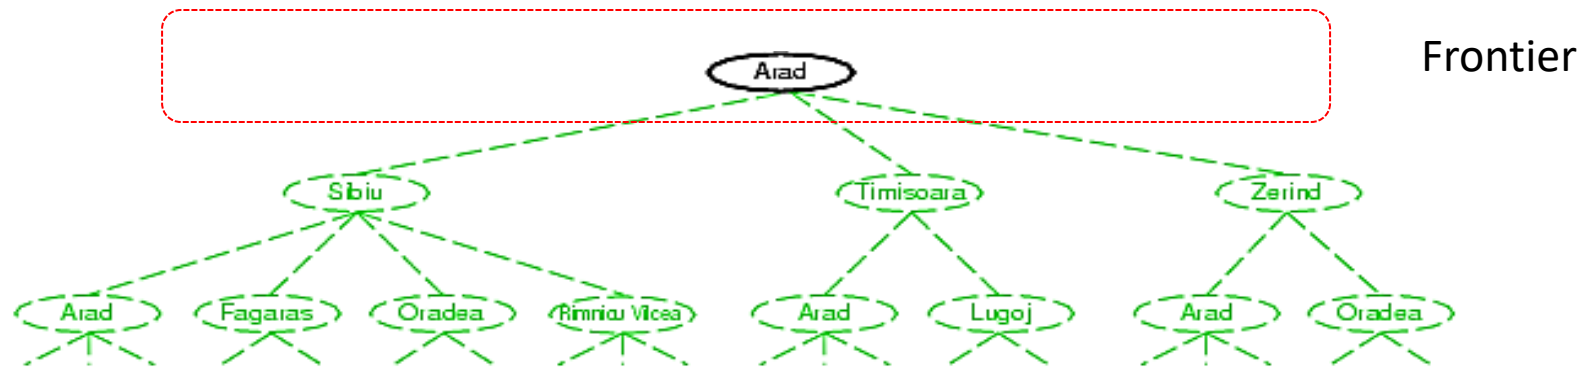 Frontier
Arad
Sibiu
Timisoara
Zerind
Arad
Fagaras
Oradea
Rimnicu Vilcea
Arad
Lugoj
Arad
Oradea